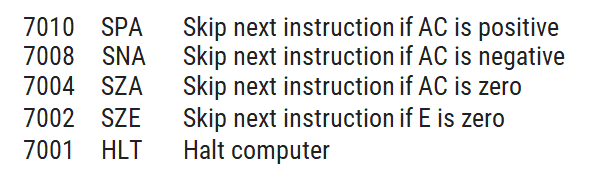 7010 SPA Skip next instruction if AC is positive
7008 SNA Skip next instruction if AC is negative
7004 SZA Skip next instruction if AC is zero
7002 SZE Skip next instruction if E is zero
7001 HLT Halt computer